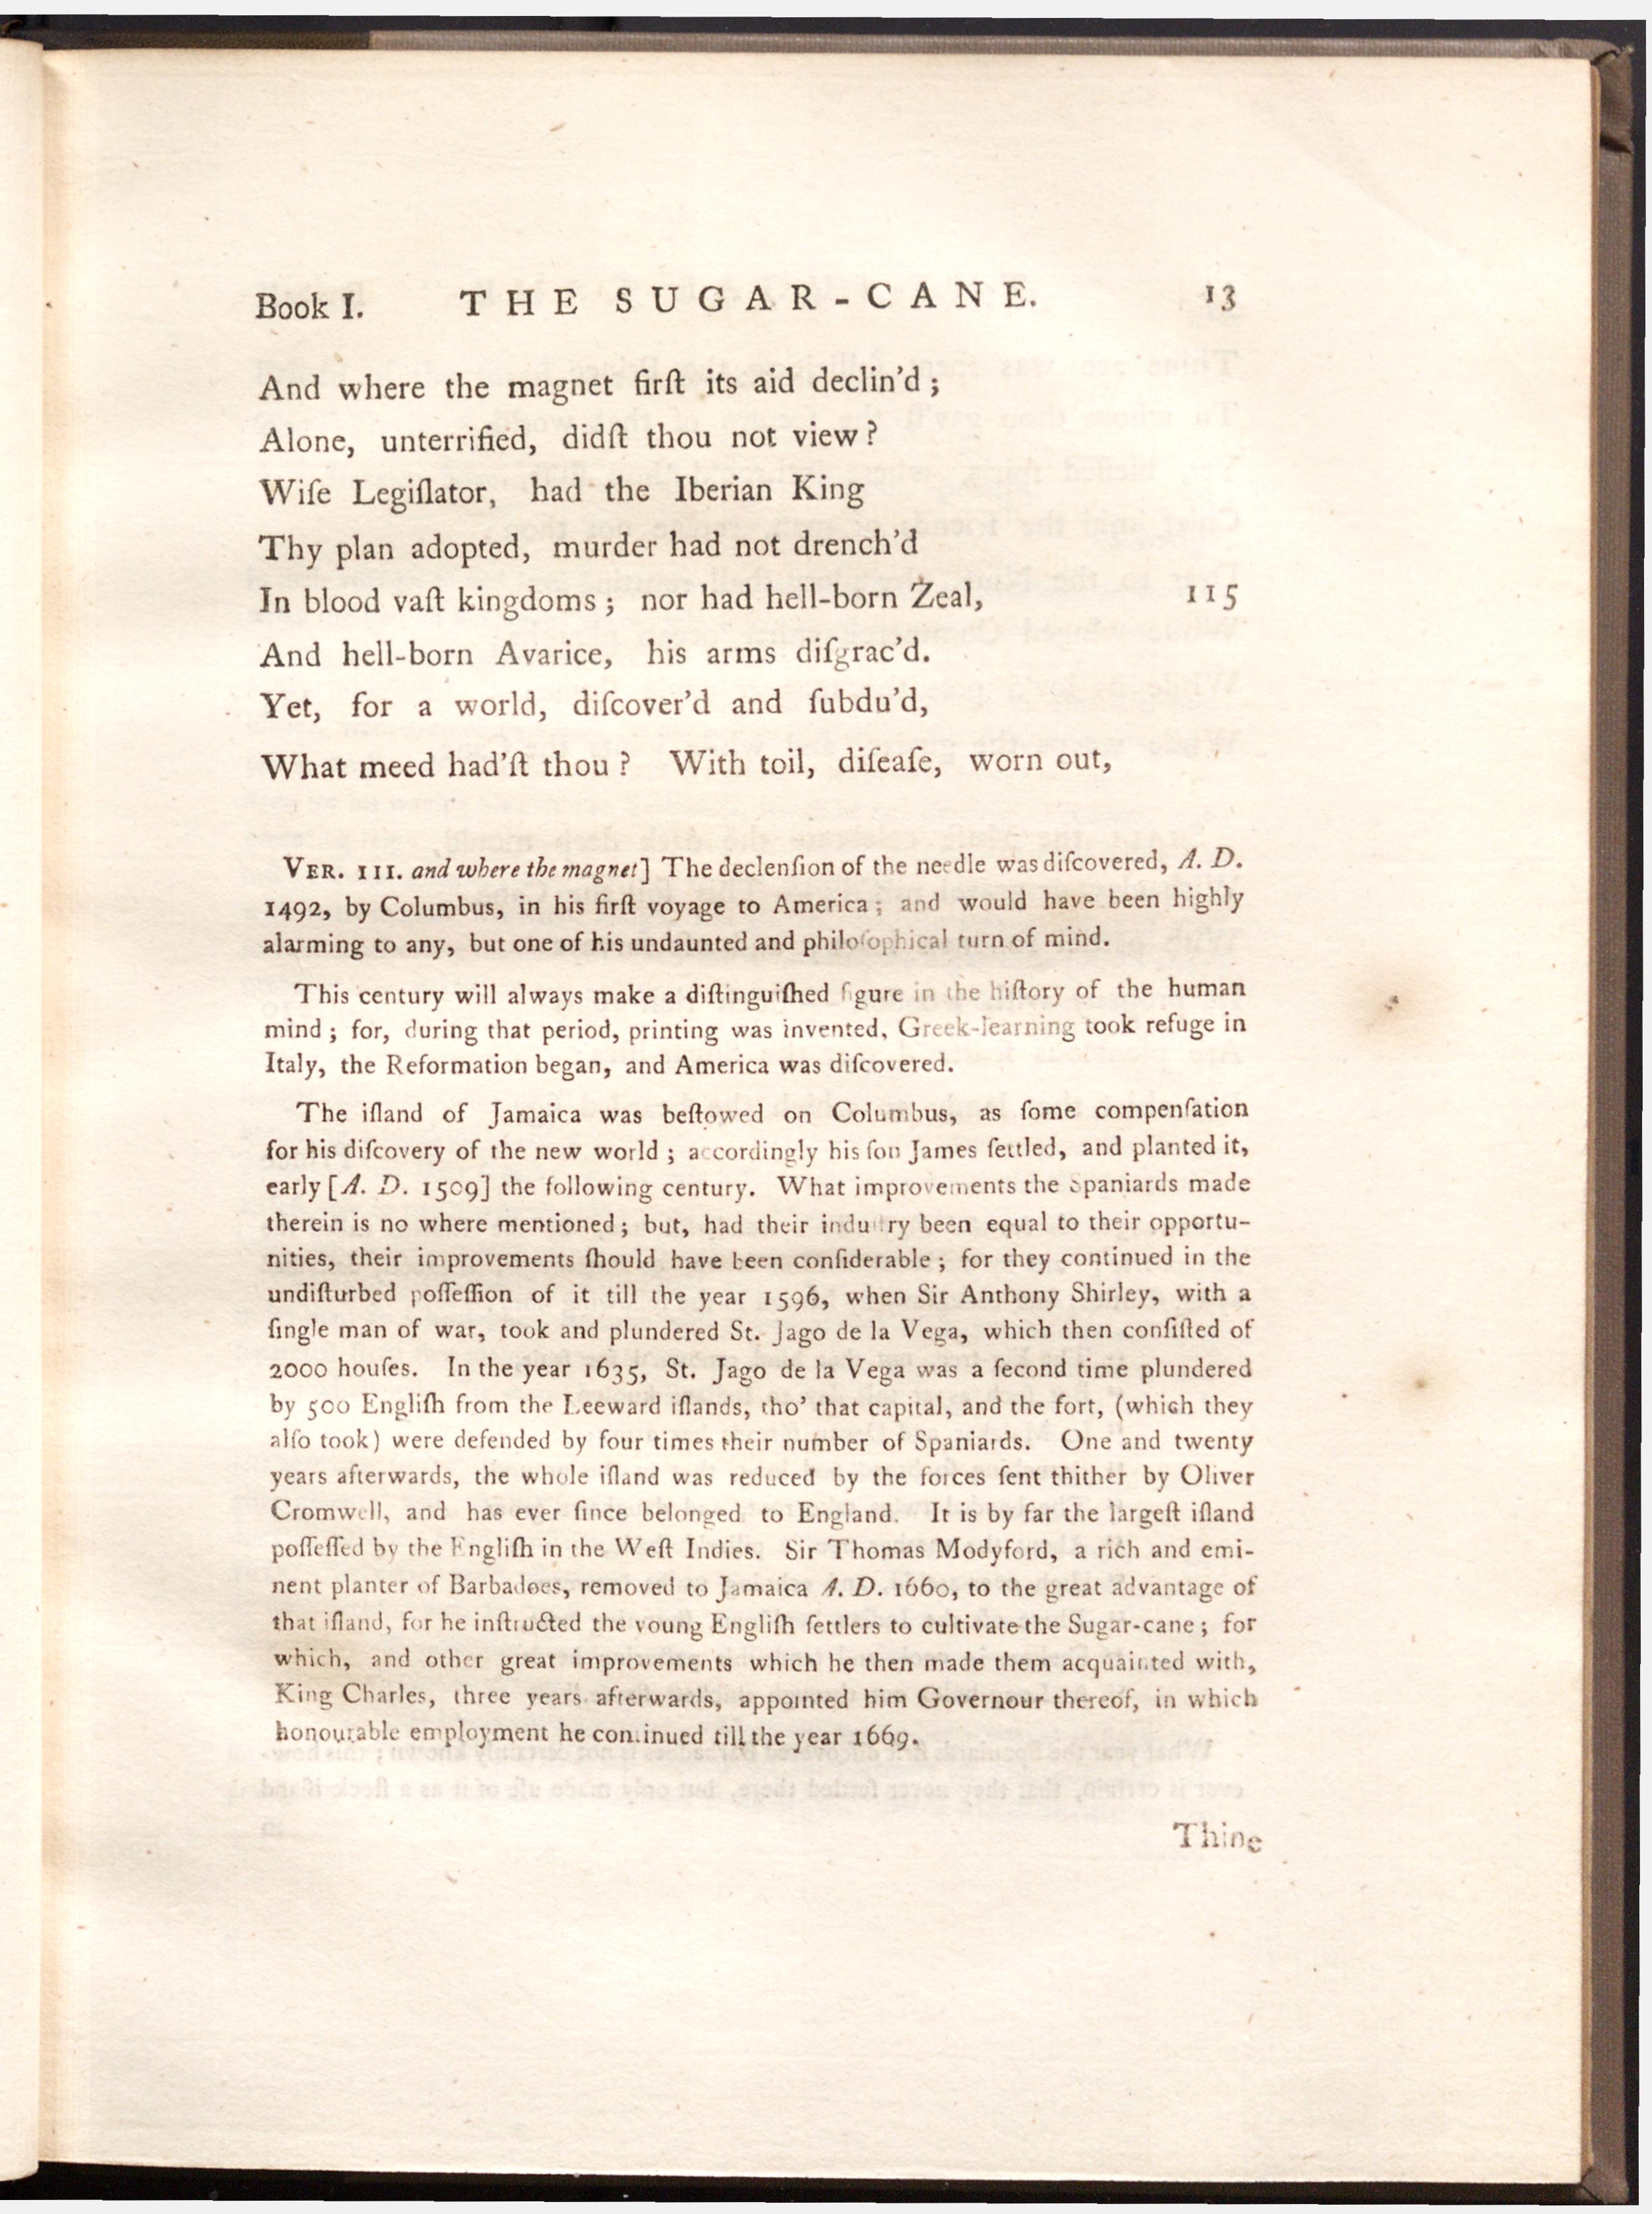 Book I. THE SUGAR-CANE. 13
And where the magnet firſt its aid declin'd ;
Alone, unterrified, didſt thou not view ?
Wiſe Legiſlator, had the Iberian King
Thy plan adopted, murder had not drench'd
In blood vaſt kingdoms ; nor had hell-born Zeal, 115
And hell-born Avarice, his arms diſgrac'd.
Yet, for a world, diſcover'd and ſubdu'd,
What meed had'ſt thou ? With toil, diſeaſe, worn out,
VER. III. and where the magnet] The declenſion of the needle was diſcovered, A. D.
1492, by Columbus, in his firſt voyage to America ; and would have been highly
alarming to any, but one of his undaunted and philoſophical turn of mind.
This century will always make a diſtinguiſhed figure in the hiſtory of the human
mind ; for, during that period, printing was invented, Greek-learning took refuge in
Italy, the Reformation began, and America was diſcovered.
The iſland of Jamaica was beſtowed on Columbus, as ſome compenſation
for his diſcovery of the new world ; accordingly his ſon James ſettled, and planted it,
early [A. D. 1509] the following century. What improvements the Spaniards made
therein is no where mentioned ; but, had their induſtry been equal to their opportu-
nities, their improvements ſhould have been conſiderable ; for they continued in the
undiſturbed poſſeſſion of it till the year 1596, when Sir Anthony Shirley, with a
ſingle man of war, took and plundered St. Jago de la Vega, which then conſiſted of
2000 houſes. In the year 1635, St. Jago de la Vega was a ſecond time plundered
by 500 Engliſh from the Leeward iſlands, tho' that capital, and the fort, (which they
alſo took) were defended by four times their number of Spaniards. One and twenty
years afterwards, the whole iſland was reduced by the forces ſent thither by Oliver
Cromwell, and has ever ſince belonged to England. It is by far the largeſt iſland
poſſeſſed by the Engliſh in the Weſt Indies. Sir Thomas Modyford, a rich and emi-
nent planter of Barbadoes, removed to Jamaica A. D. 1660, to the great advantage of
that iſland, for he inſtructed the young Engliſh ſettlers to cultivate the Sugar-cane ; for
which, and other great improvements which he then made them acquainted with,
King Charles, three years afterwards, appointed him Governour thereof, in which
honourable employment he continued till the year 1669.
Thine